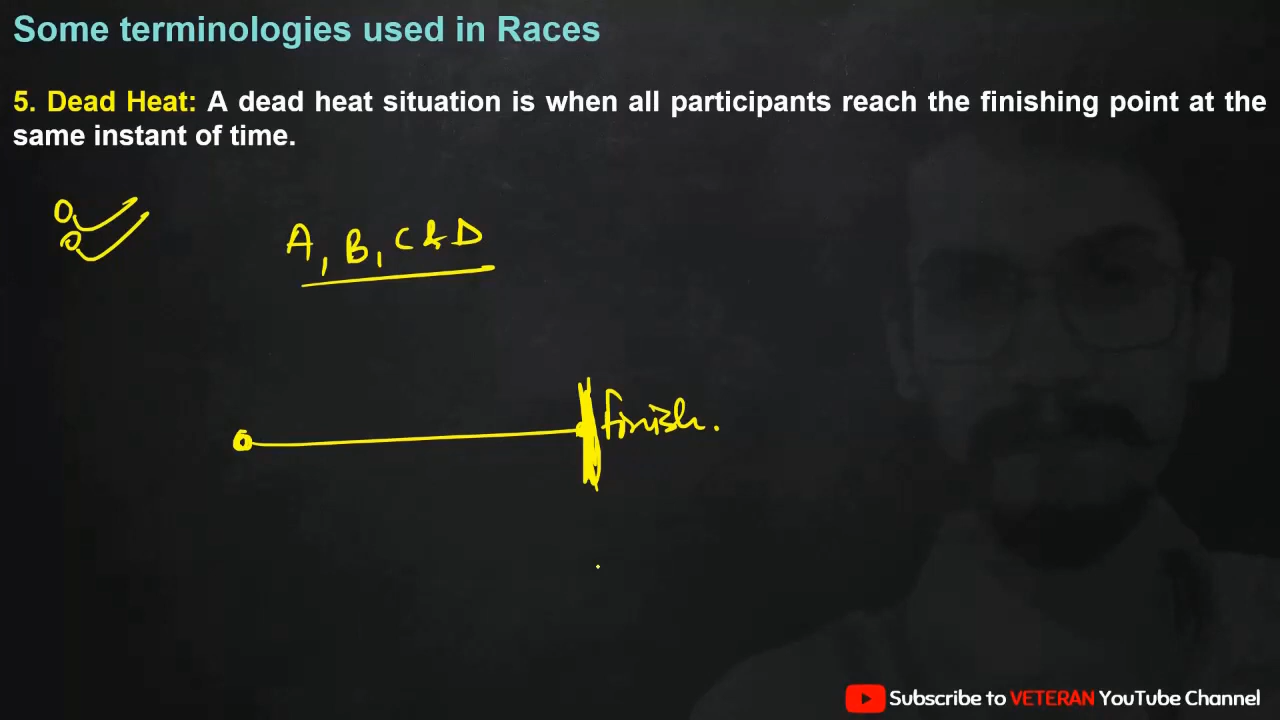 Some terminologies used in Races
5. Dead Heat: A dead heat situation is when all participants reach the finishing point at the
same instant of time.
A, B, C & D
finish.
Subscribe to VETERAN YouTube Channel